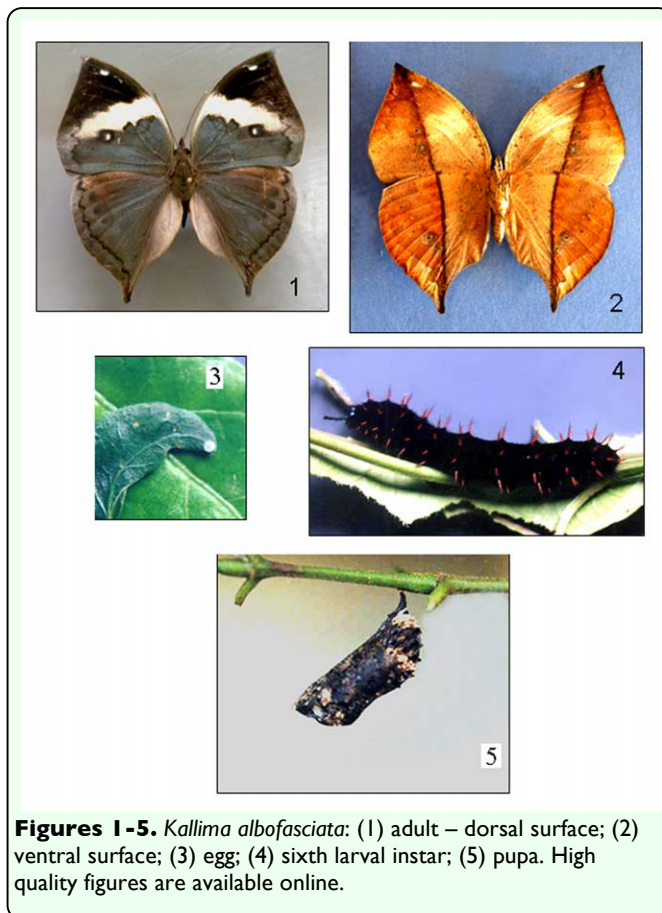 1
2
3
4
5
Figures 1-5. Kallima albofasciata: (1) adult – dorsal surface; (2)
ventral surface; (3) egg; (4) sixth larval instar; (5) pupa. High
quality figures are available online.